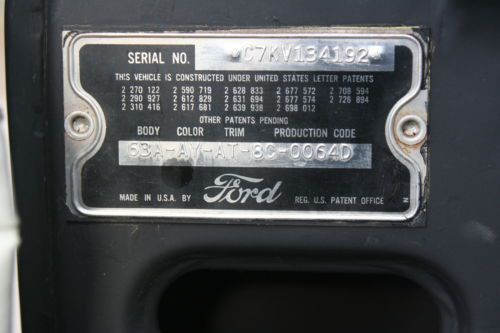 SERIAL NO. *C7KV134192*
THIS VEHICLE IS CONSTRUCTED UNDER UNITED STATES LETTER PATENTS
2 270 122 2 590 719 2 628 833 2 677 572 2 708 594
2 290 927 2 612 829 2 631 694 2 677 574 2 726 894
2 310 416 2 617 681 2 639 938 2 698 012
OTHER PATENTS PENDING
BODY COLOR TRIM PRODUCTION CODE
63A-AY-AT-8C-0064D
MADE IN U.S.A. BY Ford REG. U.S. PATENT OFFICE